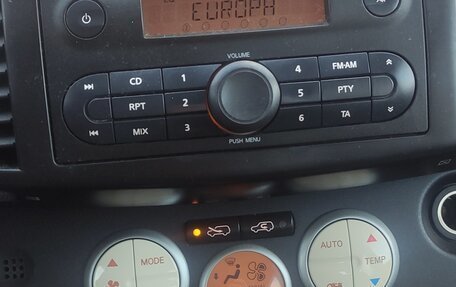 EUROPA
VOLUME
CD 1 4 FM-AM
RPT 2 5 PTY
MIX 3 6 TA
PUSH MENU
MODE
AUTO
TEMP